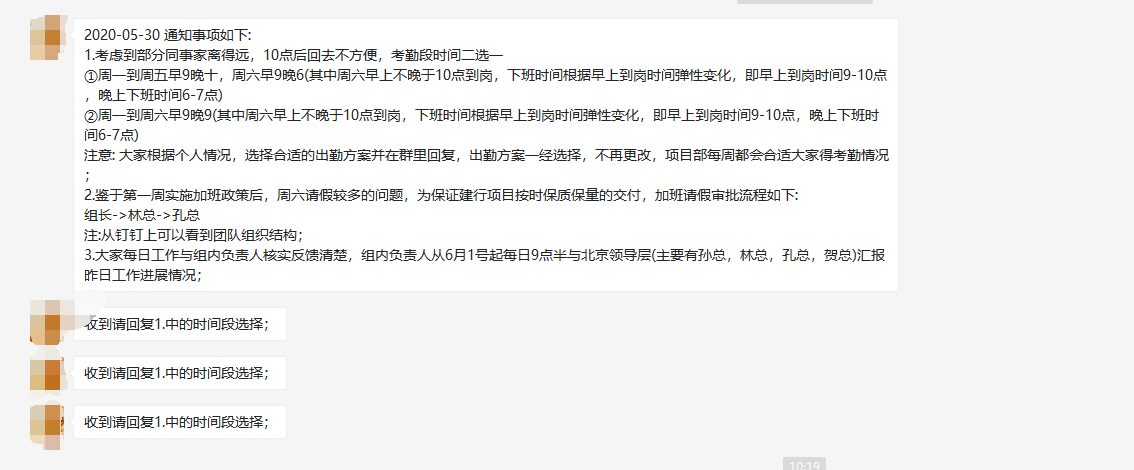 2020-05-30 通知事项如下:
1.考虑到部分同事家离得远，10点后回去不方便，考勤段时间二选一
①周一到周五早9晚十，周六早9晚6(其中周六早上不晚于10点到岗，下班时间根据早上到岗时间弹性变化，即早上到岗时间9-10点
，晚上下班时间6-7点)
②周一到周六早9晚9(其中周六早上不晚于10点到岗，下班时间根据早上到岗时间弹性变化，即早上到岗时间9-10点，晚上下班时
间6-7点)
注意: 大家根据个人情况，选择合适的出勤方案并在群里回复，出勤方案一经选择，不再更改，项目部每周都会合适大家得考勤情况
；
2.鉴于第一周实施加班政策后，周六请假较多的问题，为保证建行项目按时保质保量的交付，加班请假审批流程如下:
组长->林总->孔总
注:从钉钉上可以看到团队组织结构；
3.大家每日工作与组内负责人核实反馈清楚，组内负责人从6月1号起每日9点半与北京领导层(主要有孙总，林总，孔总，贺总)汇报
昨日工作进展情况；
收到请回复1.中的时间段选择；
收到请回复1.中的时间段选择；
收到请回复1.中的时间段选择；
10:19